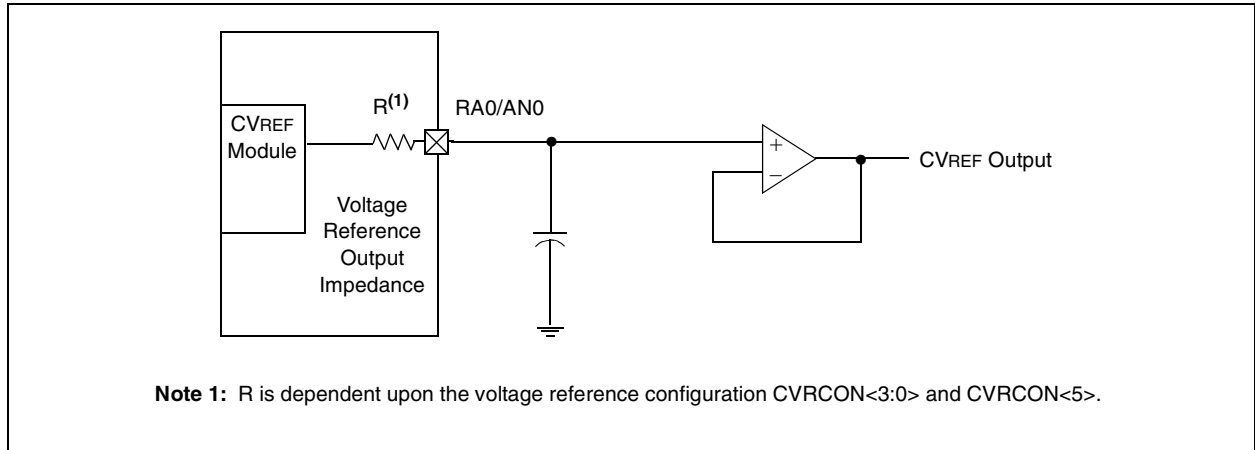 CVREF
Module
R(1)
RA0/AN0
Voltage
Reference
Output
Impedance
+
–
CVREF Output
Note 1: R is dependent upon the voltage reference configuration CVRCON<3:0> and CVRCON<5>.